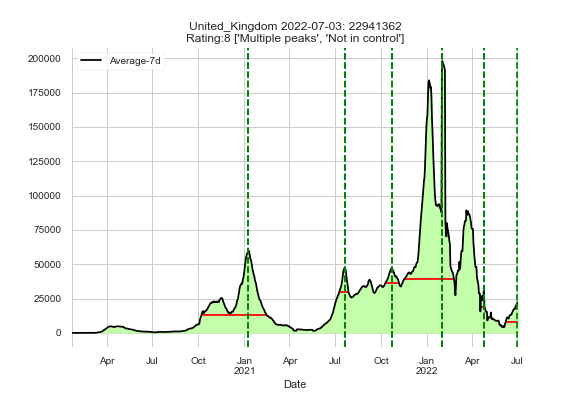 United_Kingdom 2022-07-03: 22941362
Rating:8 ['Multiple peaks', 'Not in control']
Average-7d
200000
175000
150000
125000
100000
75000
50000
25000
0
Apr Jul Oct Jan Apr Jul Oct Jan Apr Jul
2021 2022
Date